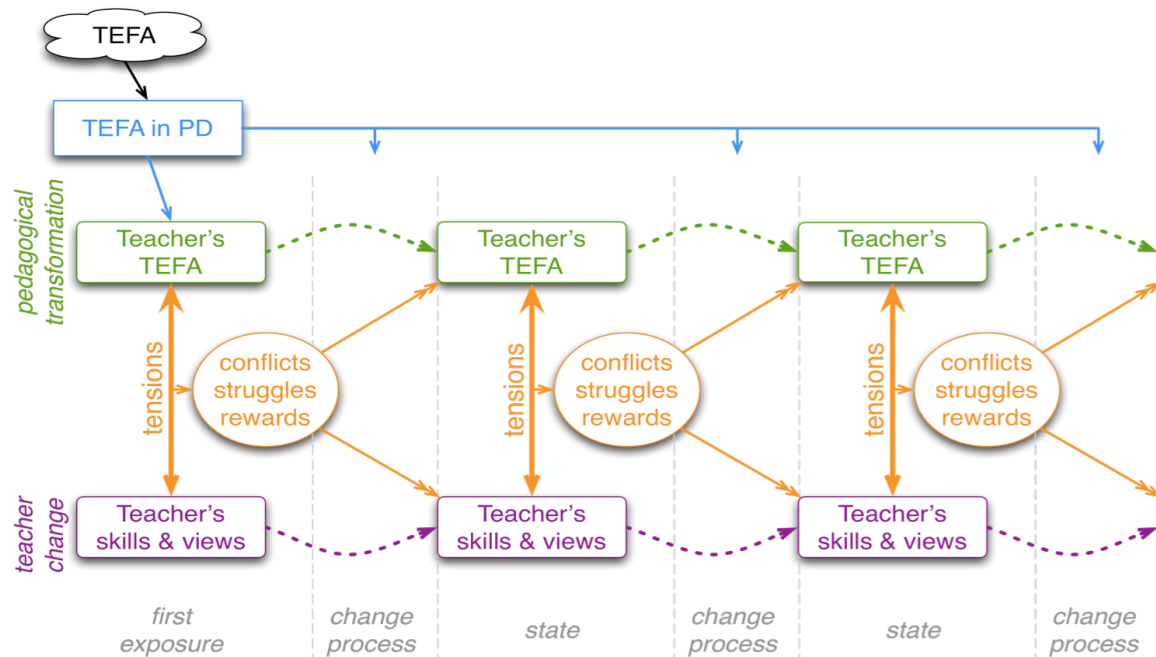 TEFA
TEFA in PD
pedagogical
transformation
Teacher's
TEFA
Teacher's
TEFA
Teacher's
TEFA
tensions
conflicts
struggles
rewards
tensions
conflicts
struggles
rewards
tensions
conflicts
struggles
rewards
teacher
change
Teacher's
skills & views
Teacher's
skills & views
Teacher's
skills & views
first
exposure
change
process
state
change
process
state
change
process